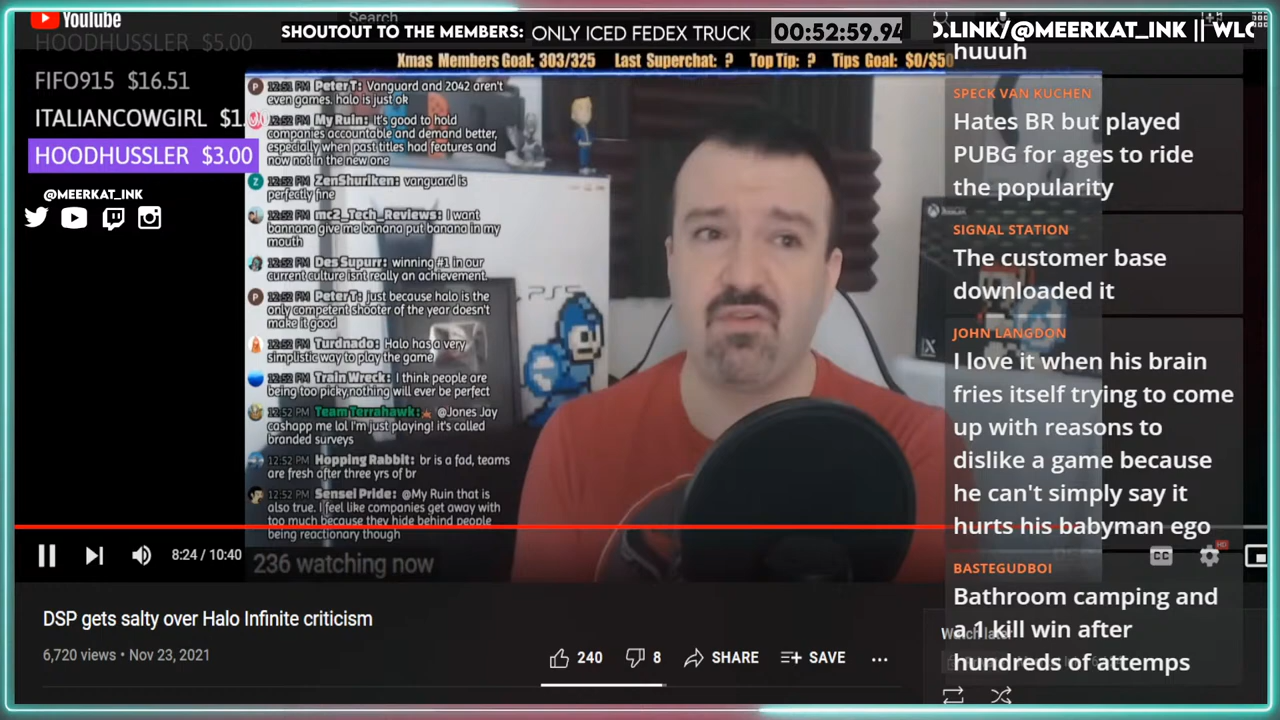 YouTube
Search
SHOUTOUT TO THE MEMBERS: ONLY ICED FEDEX TRUCK
00:52:59.94
O.LINK/@MEERKAT_INK || WLC
HOODHUSSLER $5.00
FIFO915 $16.51
ITALIANCOWGIRL $1.
HOODHUSSLER $3.00
@MEERKAT_INK
Xmas Members Goal: 303/325 Last Superchat: ? Top Tip: ? Tips Goal: $0/$50
12:51 PM PeterT: Vanguard and 2042 aren't
even games. halo is just ok
12:52 PM My Ruin: It's good to hold
companies accountable and demand better,
especially when past titles had features and
now not in the new one
12:52 PM ZenShuriken: vanguard is
perfectly fine
12:52 PM mc2_Tech_Reviews: I want
bannana give me banana put banana in my
mouth
12:52 PM Des Supurr: winning #1 in our
current culture isnt really an achievement.
12:52 PM PeterT: just because halo is the
only competent shooter of the year doesn't
make it good
12:52 PM Turdnado: Halo has a very
simplistic way to play the game
12:52 PM Train Wreck: I think people are
being too picky,nothing will ever be perfect
12:52 PM Team Terrahawk: @Jones Jay
cashapp me lol I'm just playing! it's called
branded surveys
12:52 PM Hopping Rabbit: br is a fad, teams
are fresh after three yrs of br
12:52 PM Sensei Pride: @My Ruin that is
also true. I feel like companies get away with
too much because they hide behind people
being reactionary though
236 watching now
PS5
XBOX
X
huuuh
SPECK VAN KUCHEN
Hates BR but played
PUBG for ages to ride
the popularity
SIGNAL STATION
The customer base
downloaded it
JOHN LANGDON
I love it when his brain
fries itself trying to come
up with reasons to
dislike a game because
he can't simply say it
hurts his babyman ego
BASTEGUDBOI
Bathroom camping and
a 1 kill win after
hundreds of attemps
8:24 / 10:40
CC
HD
DSP gets salty over Halo Infinite criticism
6,720 views • Nov 23, 2021
240
8
SHARE
SAVE
Watch later